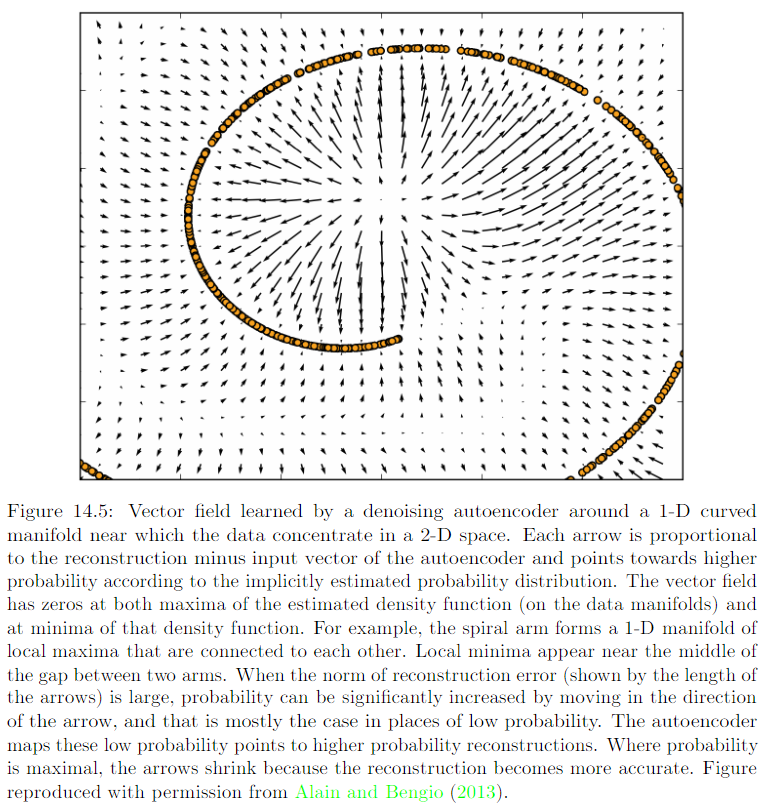 Figure 14.5: Vector field learned by a denoising autoencoder around a 1-D curved
manifold near which the data concentrate in a 2-D space. Each arrow is proportional
to the reconstruction minus input vector of the autoencoder and points towards higher
probability according to the implicitly estimated probability distribution. The vector field
has zeros at both maxima of the estimated density function (on the data manifolds) and
at minima of that density function. For example, the spiral arm forms a 1-D manifold of
local maxima that are connected to each other. Local minima appear near the middle of
the gap between two arms. When the norm of reconstruction error (shown by the length of
the arrows) is large, probability can be significantly increased by moving in the direction
of the arrow, and that is mostly the case in places of low probability. The autoencoder
maps these low probability points to higher probability reconstructions. Where probability
is maximal, the arrows shrink because the reconstruction becomes more accurate. Figure
reproduced with permission from Alain and Bengio (2013).